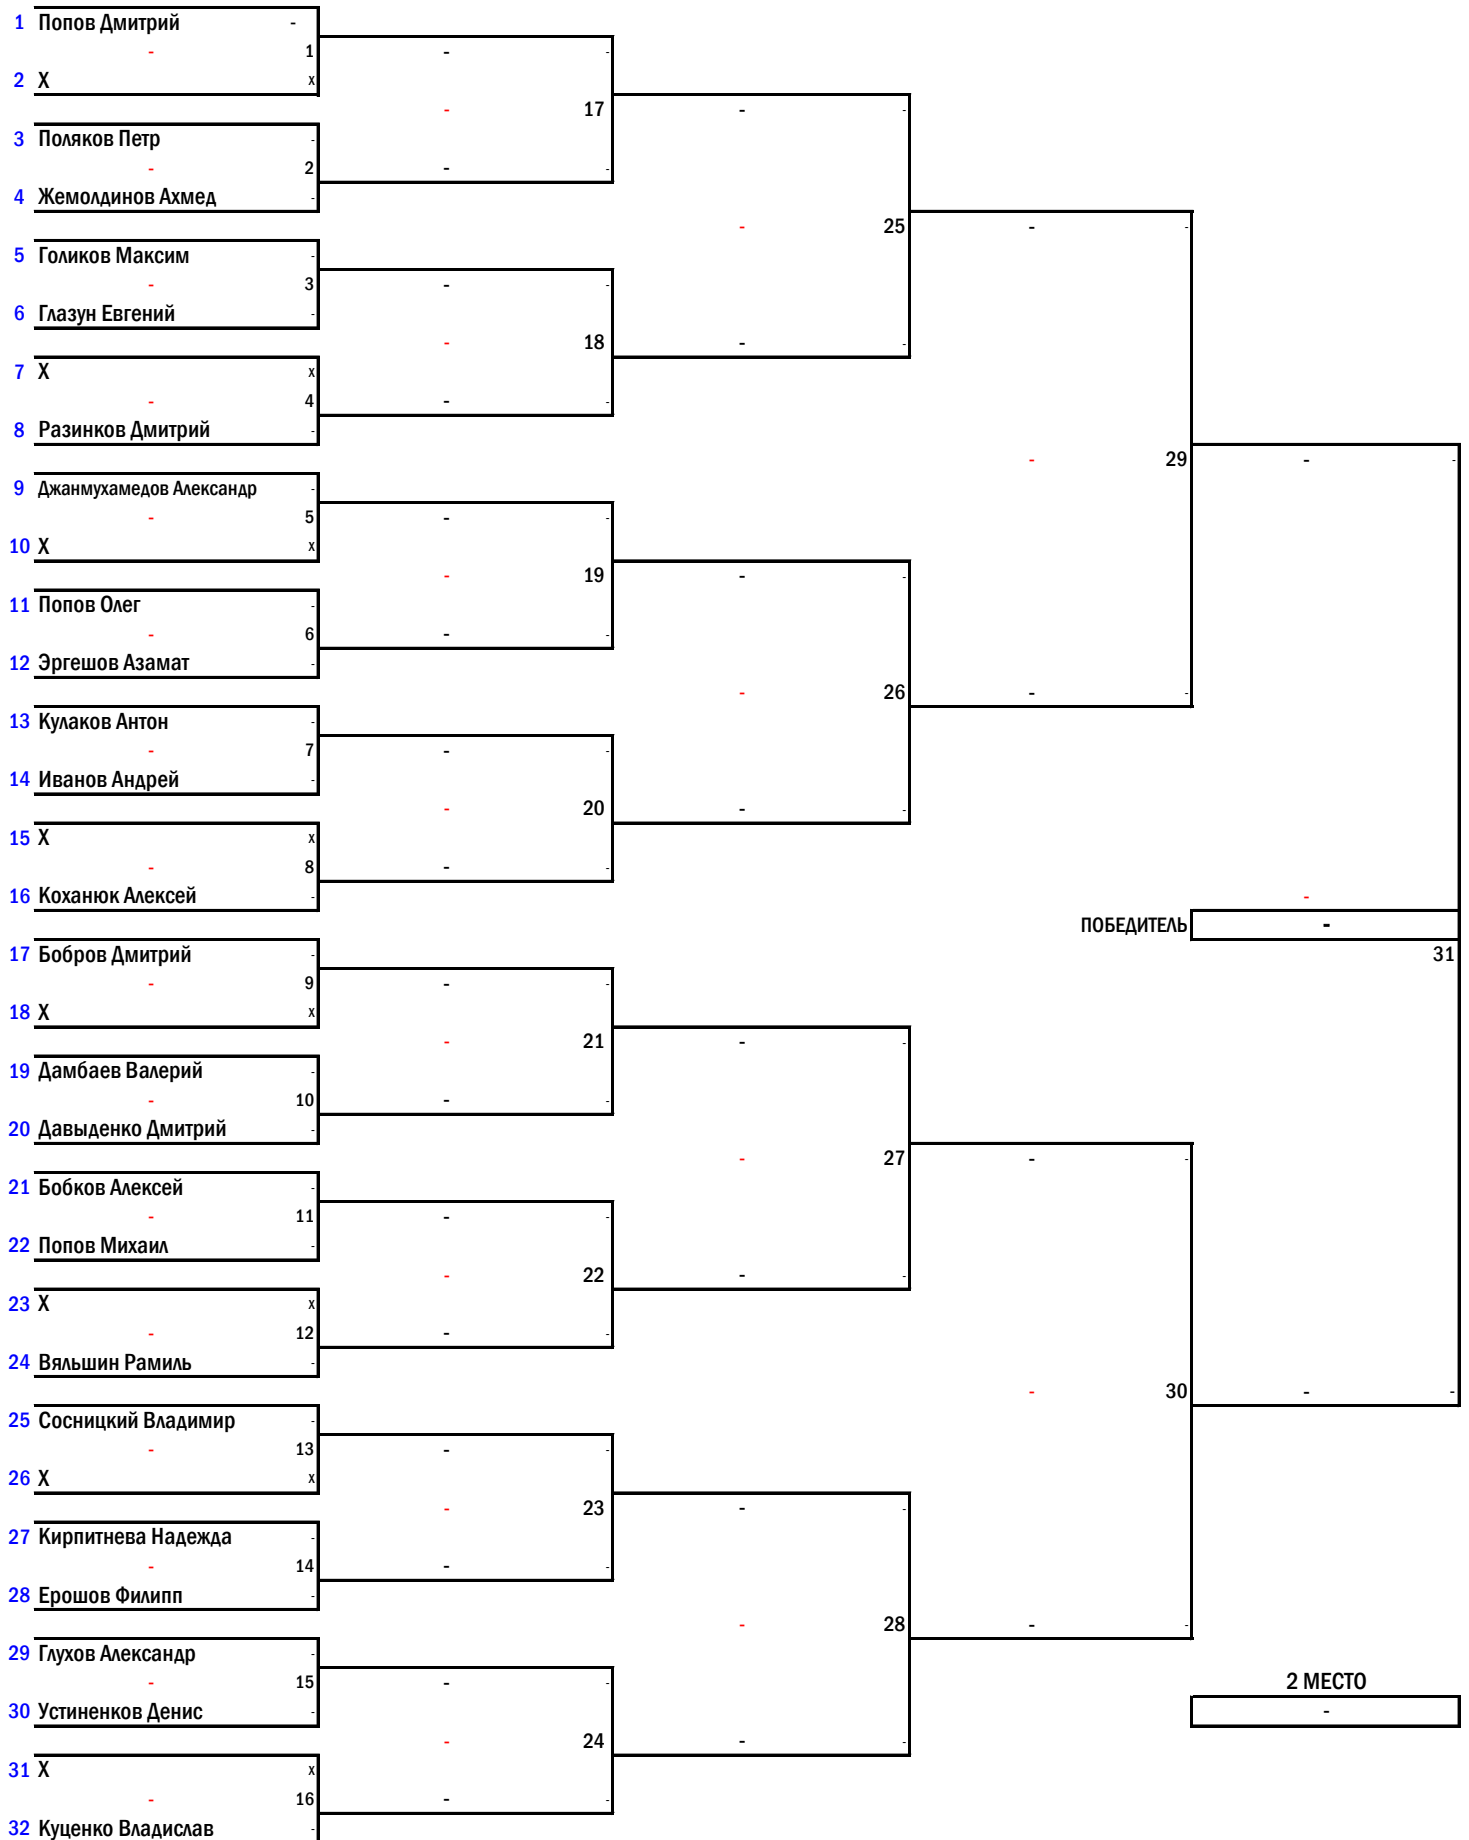 1 Попов Дмитрий -
- 1 - -
2 X x
- 17 - -
3 Поляков Петр -
- 2 - -
4 Жемолдинов Ахмед -
- 25 - -
5 Голиков Максим -
- 3 - -
6 Глазун Евгений -
- 18 - -
7 X x
- 4 - -
8 Разинков Дмитрий -
- 29 - -
9 Джанмухамедов Александр -
- 5 - -
10 X x
- 19 - -
11 Попов Олег -
- 6 - -
12 Эргешов Азамат -
- 26 - -
13 Кулаков Антон -
- 7 - -
14 Иванов Андрей -
- 20 - -
15 X x
- 8 - -
16 Коханюк Алексей - -
ПОБЕДИТЕЛЬ -
17 Бобров Дмитрий - 31
- 9 - -
18 X x
- 21 - -
19 Дамбаев Валерий -
- 10 - -
20 Давыденко Дмитрий -
- 27 - -
21 Бобков Алексей -
- 11 - -
22 Попов Михаил -
- 22 - -
23 X x
- 12 - -
24 Вяльшин Рамиль -
- 30 - -
25 Сосницкий Владимир -
- 13 - -
26 X x
- 23 - -
27 Кирпитнева Надежда -
- 14 - -
28 Ерошов Филипп -
- 28 - -
29 Глухов Александр -
- 15 - - 2 МЕСТО
30 Устиненков Денис - -
- 24 - -
31 X x
- 16 - -
32 Куценко Владислав -